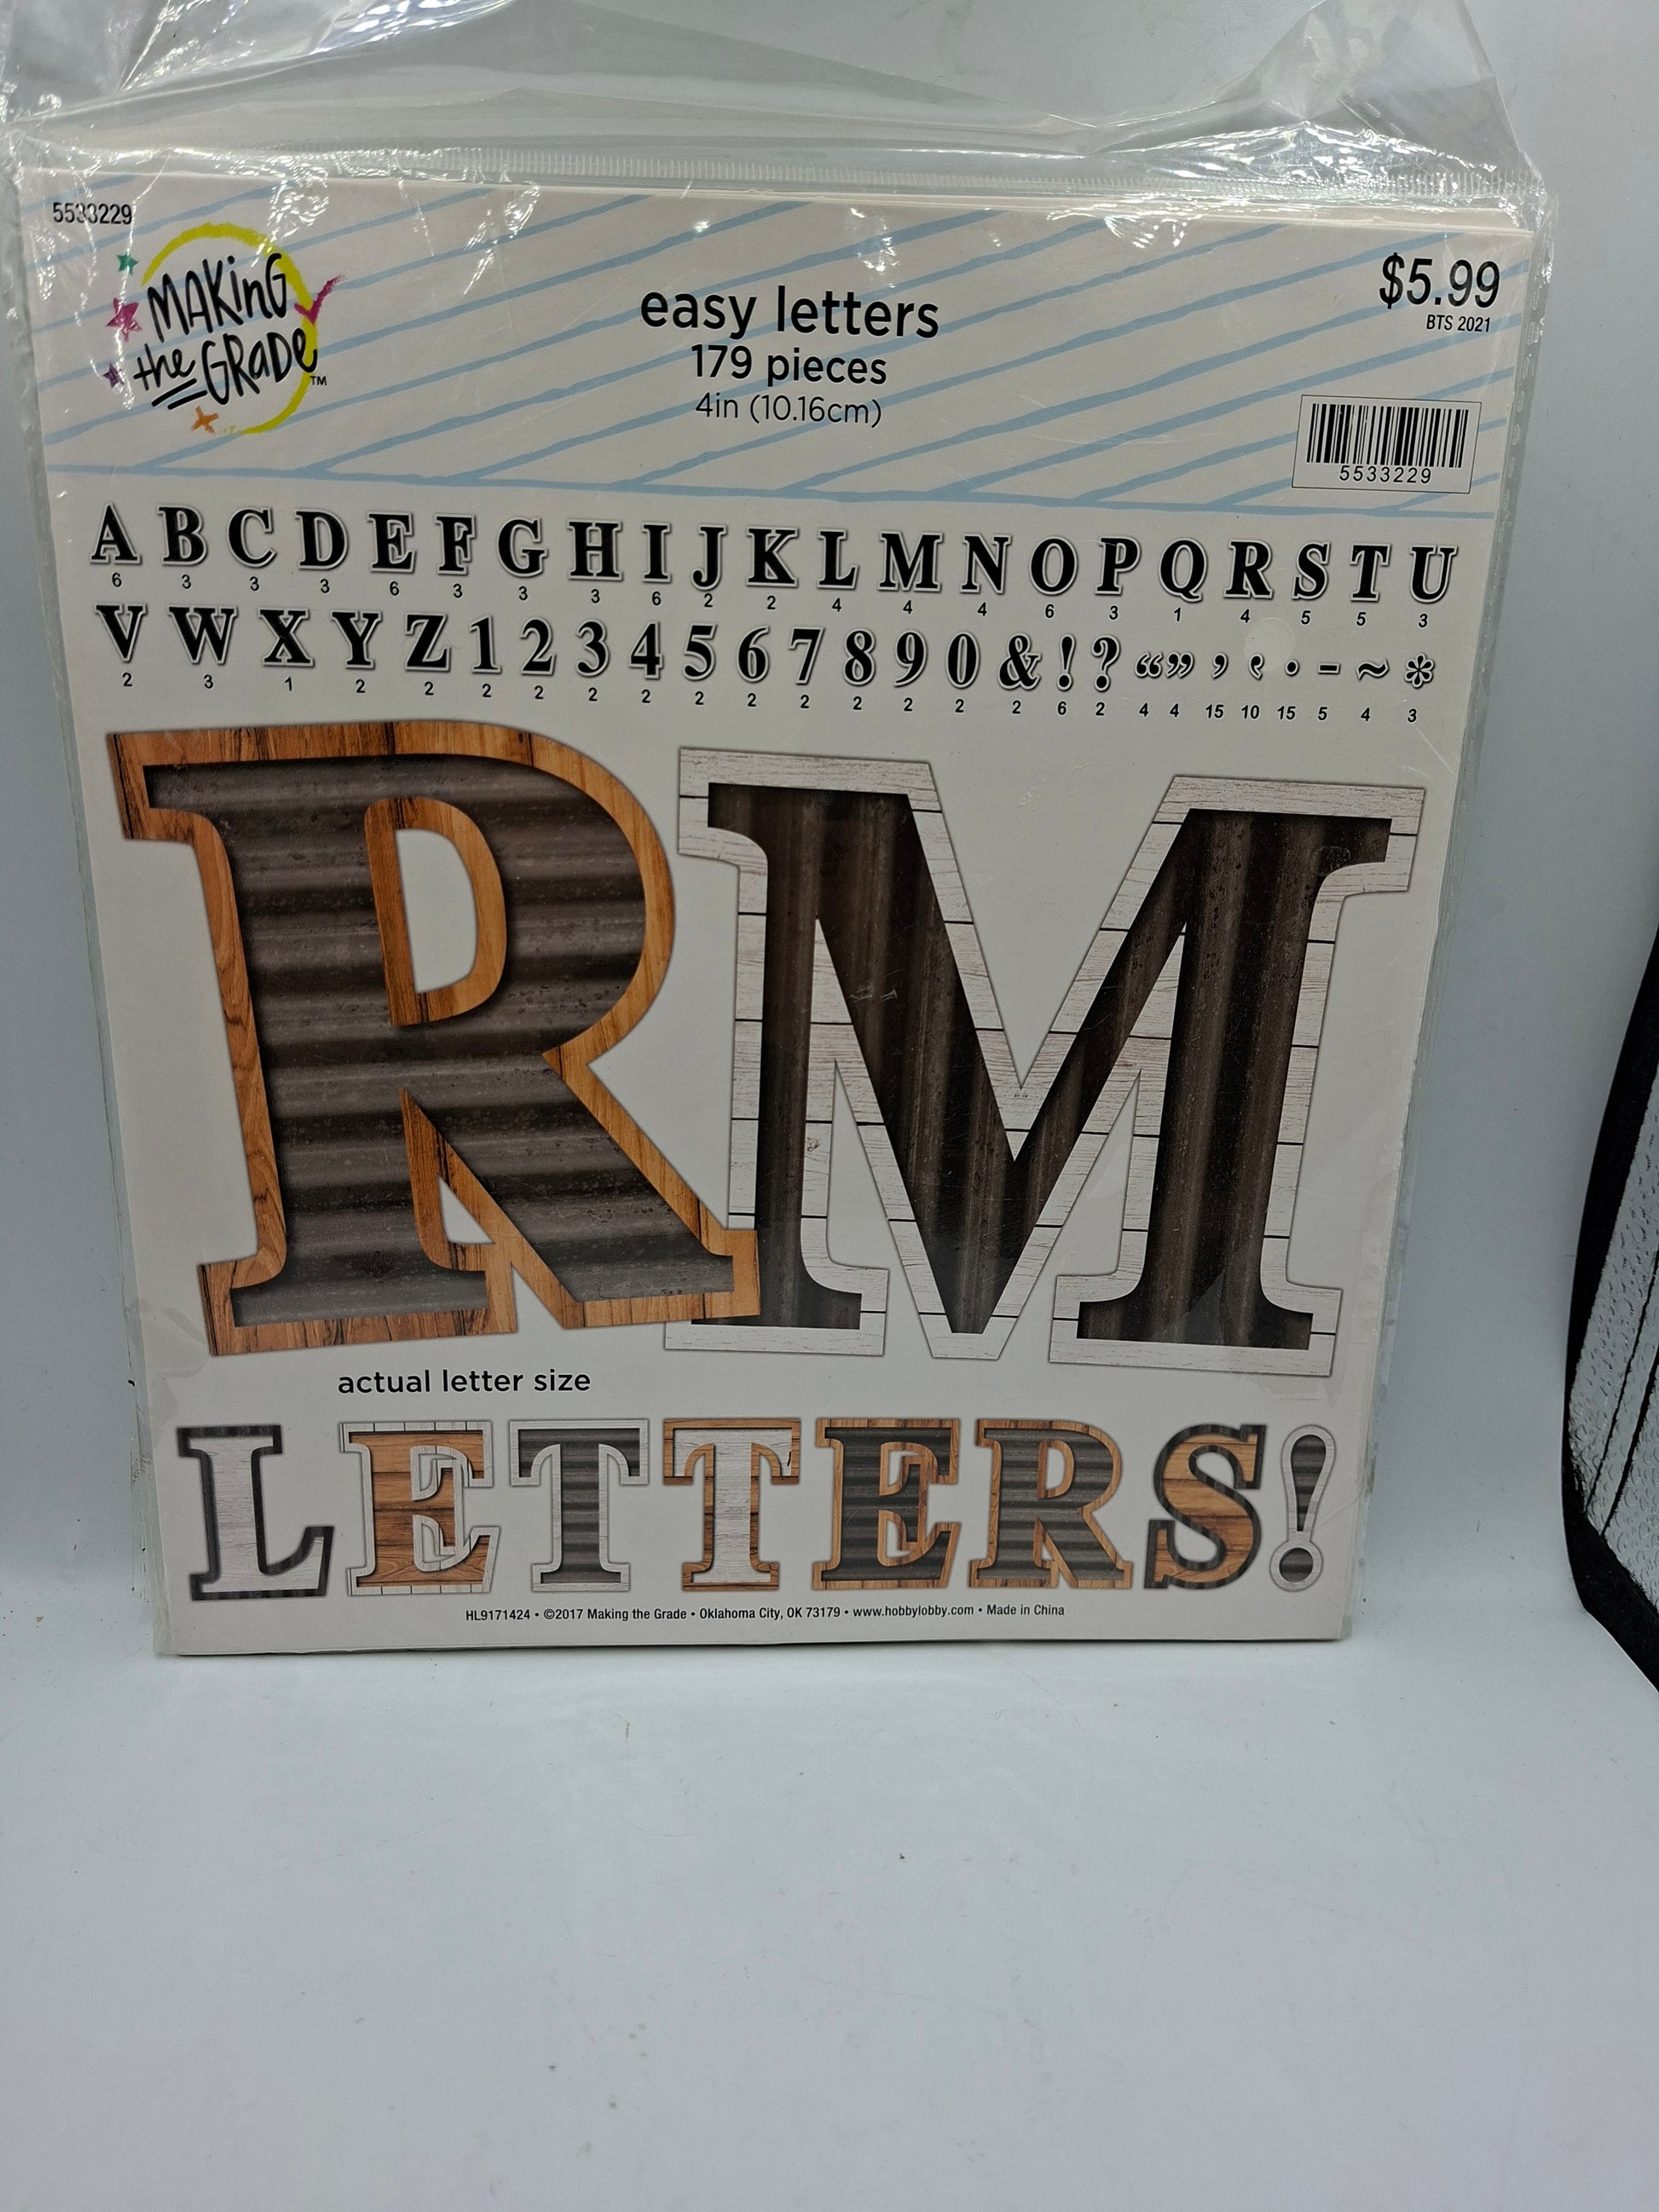 5533229
MAKinG
the GRaDe™
easy letters
179 pieces
4in (10.16cm)
$5.99
BTS 2021
5533229
A B C D E F G H I J K L M N O P Q R S T U
6 3 3 3 6 3 3 3 6 2 2 4 4 4 6 3 1 4 5 5 3
V W X Y Z 1 2 3 4 5 6 7 8 9 0 & ! ? “ ” , ‘ . - ~ *
2 3 1 2 2 2 2 2 2 2 2 2 2 2 2 2 6 2 4 4 15 10 15 5 4 3
RM
actual letter size
LETTERS!
HL9171424 • ©2017 Making the Grade • Oklahoma City, OK 73179 • www.hobbylobby.com • Made in China